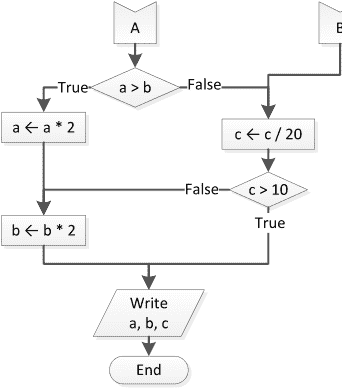 A
B
a > b
True
False
a ← a * 2
c ← c / 20
False
c > 10
True
b ← b * 2
Write
a, b, c
End